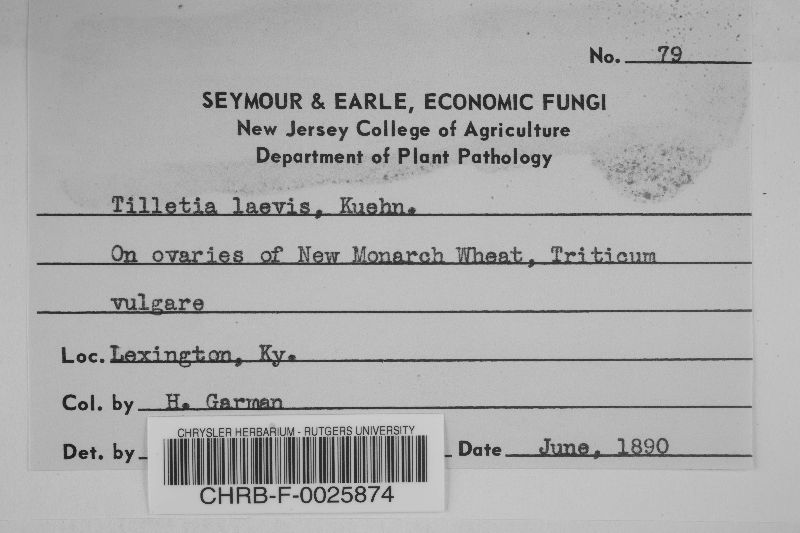 No. 79
SEYMOUR & EARLE, ECONOMIC FUNGI
New Jersey College of Agriculture
Department of Plant Pathology
Tilletia laevis, Kuehn.
On ovaries of New Monarch Wheat, Triticum
vulgare
Loc. Lexington, Ky.
Col. by H. Garman
Det. by Date June, 1890
CHRYSLER HERBARIUM - RUTGERS UNIVERSITY
CHRB-F-0025874